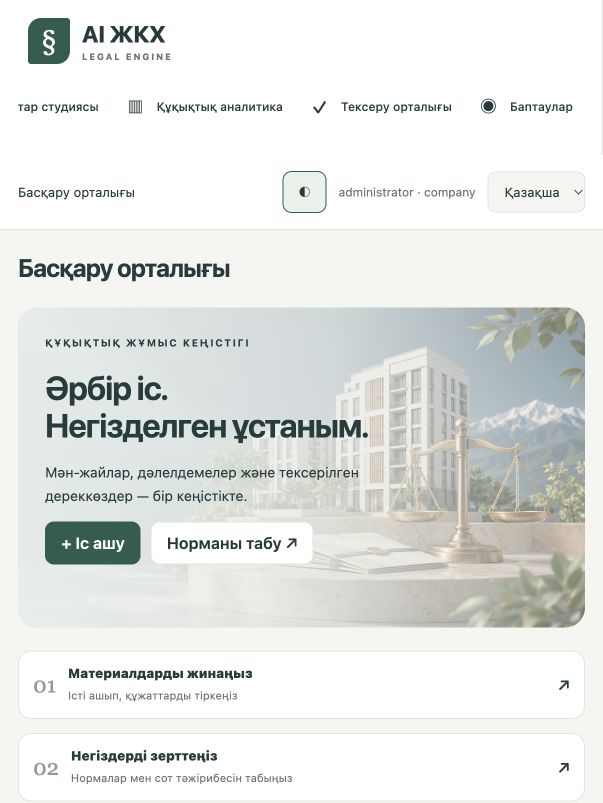 § AI ЖКХ
LEGAL ENGINE
тар студиясы Құқықтық аналитика Тексеру орталығы Баптаулар
Басқару орталығы administrator · company Қазақша
Басқару орталығы
ҚҰҚЫҚТЫҚ ЖҰМЫС КЕҢІСТІГІ
Әрбір іс.
Негізделген ұстаным.
Мән-жайлар, дәлелдемелер және тексерілген
дереккөздер — бір кеңістікте.
+ Іс ашу Норманы табу ↗
01 Материалдарды жинаңыз ↗
Істі ашып, құжаттарды тіркеңіз
02 Негіздерді зерттеңіз ↗
Нормалар мен сот тәжірибесін табыңыз